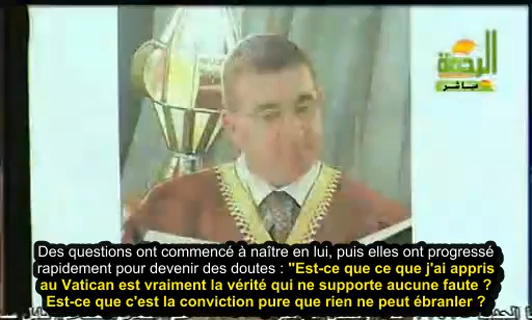 الرحمة
مباشر
Des questions ont commencé à naître en lui, puis elles ont progressé
rapidement pour devenir des doutes : "Est-ce que ce que j'ai appris
au Vatican est vraiment la vérité qui ne supporte aucune faute ?
Est-ce que c'est la conviction pure que rien ne peut ébranler ?